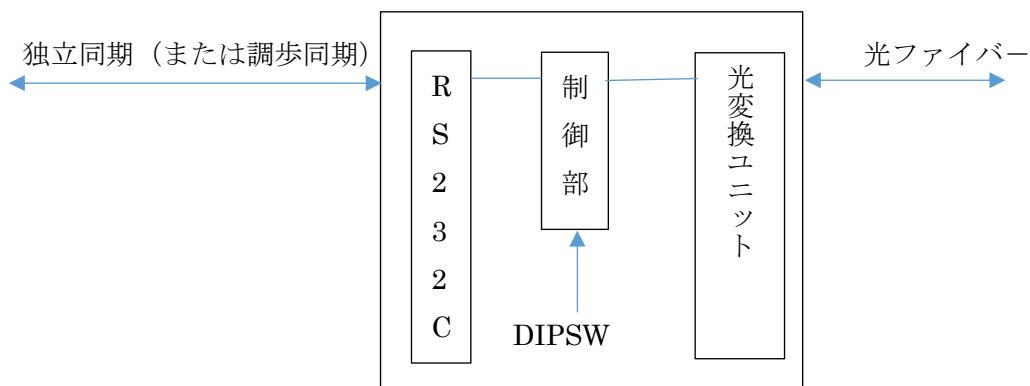 独立同期（または調歩同期）
RS232C
制御部
DIPSW
光変換ユニット
光ファイバー